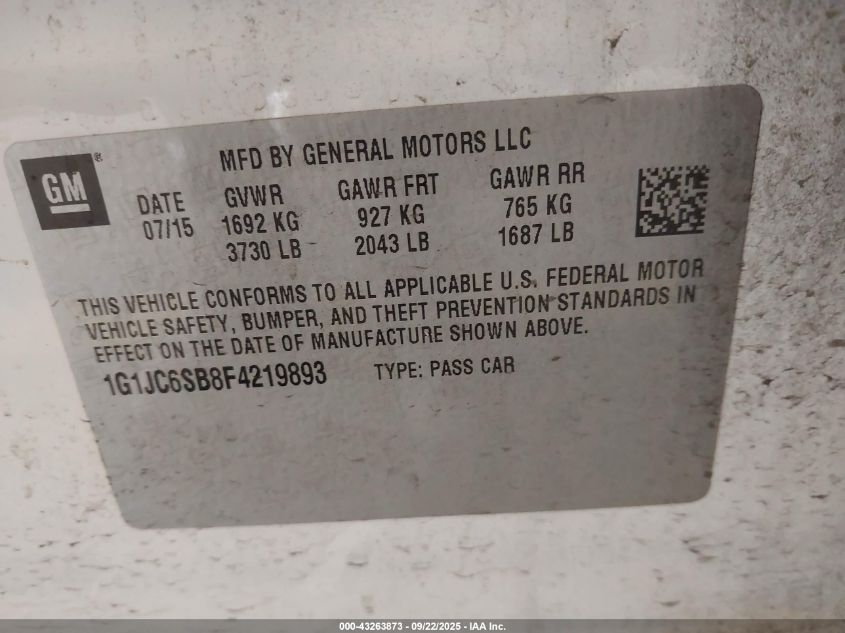 GM®
MFD BY GENERAL MOTORS LLC
DATE GVWR GAWR FRT GAWR RR
07/15 1692 KG 927 KG 765 KG
3730 LB 2043 LB 1687 LB
THIS VEHICLE CONFORMS TO ALL APPLICABLE U.S. FEDERAL MOTOR
VEHICLE SAFETY, BUMPER, AND THEFT PREVENTION STANDARDS IN
EFFECT ON THE DATE OF MANUFACTURE SHOWN ABOVE.
1G1JC6SB8F4219893 TYPE: PASS CAR
000-43263873 - 09/22/2025 - IAA Inc.